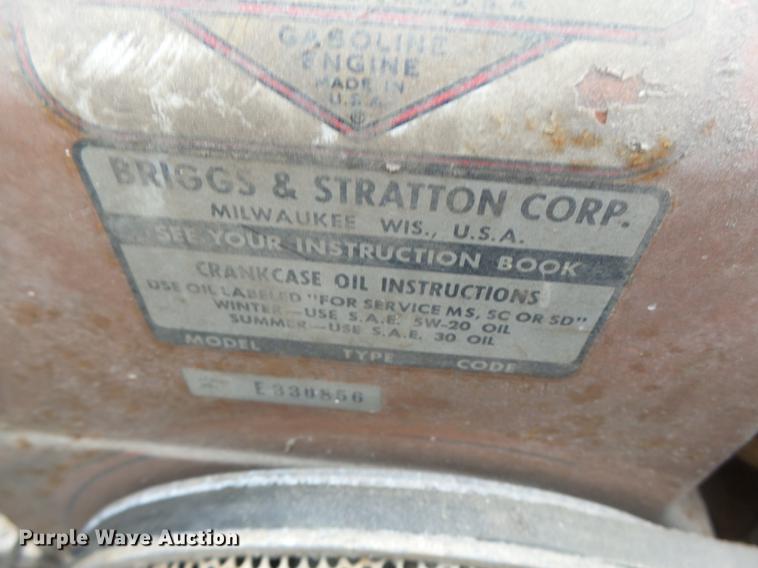 GASOLINE
ENGINE
MADE IN
U.S.A.
BRIGGS & STRATTON CORP.
MILWAUKEE WIS., U.S.A.
SEE YOUR INSTRUCTION BOOK
CRANKCASE OIL INSTRUCTIONS
USE OIL LABELED "FOR SERVICE MS, SC OR SD"
WINTER—USE S.A.E. 5W-20 OIL
SUMMER—USE S.A.E. 30 OIL
MODEL TYPE CODE
E330856
Purple Wave Auction